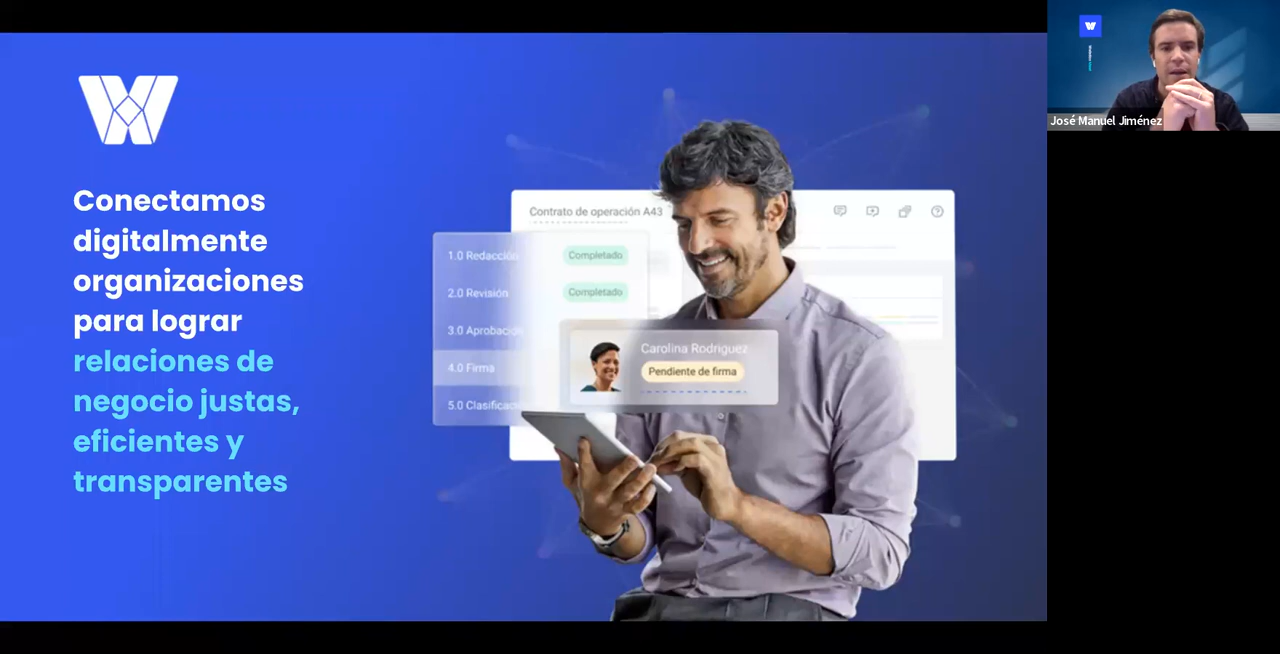 Conectamos
digitalmente
organizaciones
para lograr
relaciones de
negocio justas,
eficientes y
transparentes
Contrato de operación A43
1.0 Redacción
Completado
2.0 Revisión
Completado
3.0 Aprobació
4.0 Firma
5.0 Clasificac
Carolina Rodriguez
Pendiente de firma
José Manuel Jiménez